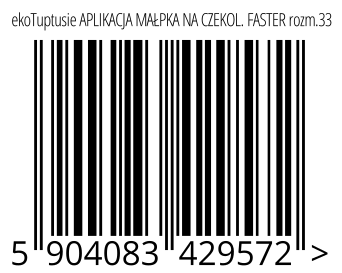 ekoTuptusie APLIKACJA MAŁPKA NA CZEKOL. FASTER rozm.33
5 904083 429572 >